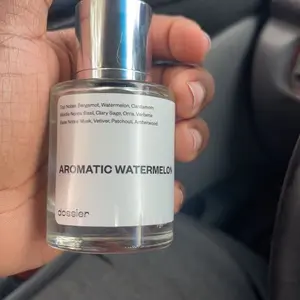 Top Notes: Bergamot, Watermelon, Cardamom
Middle Notes: Basil, Clary Sage, Orris, Verbena
Base Notes: Musk, Vetiver, Patchouli, Amberwood
AROMATIC WATERMELON
dossier